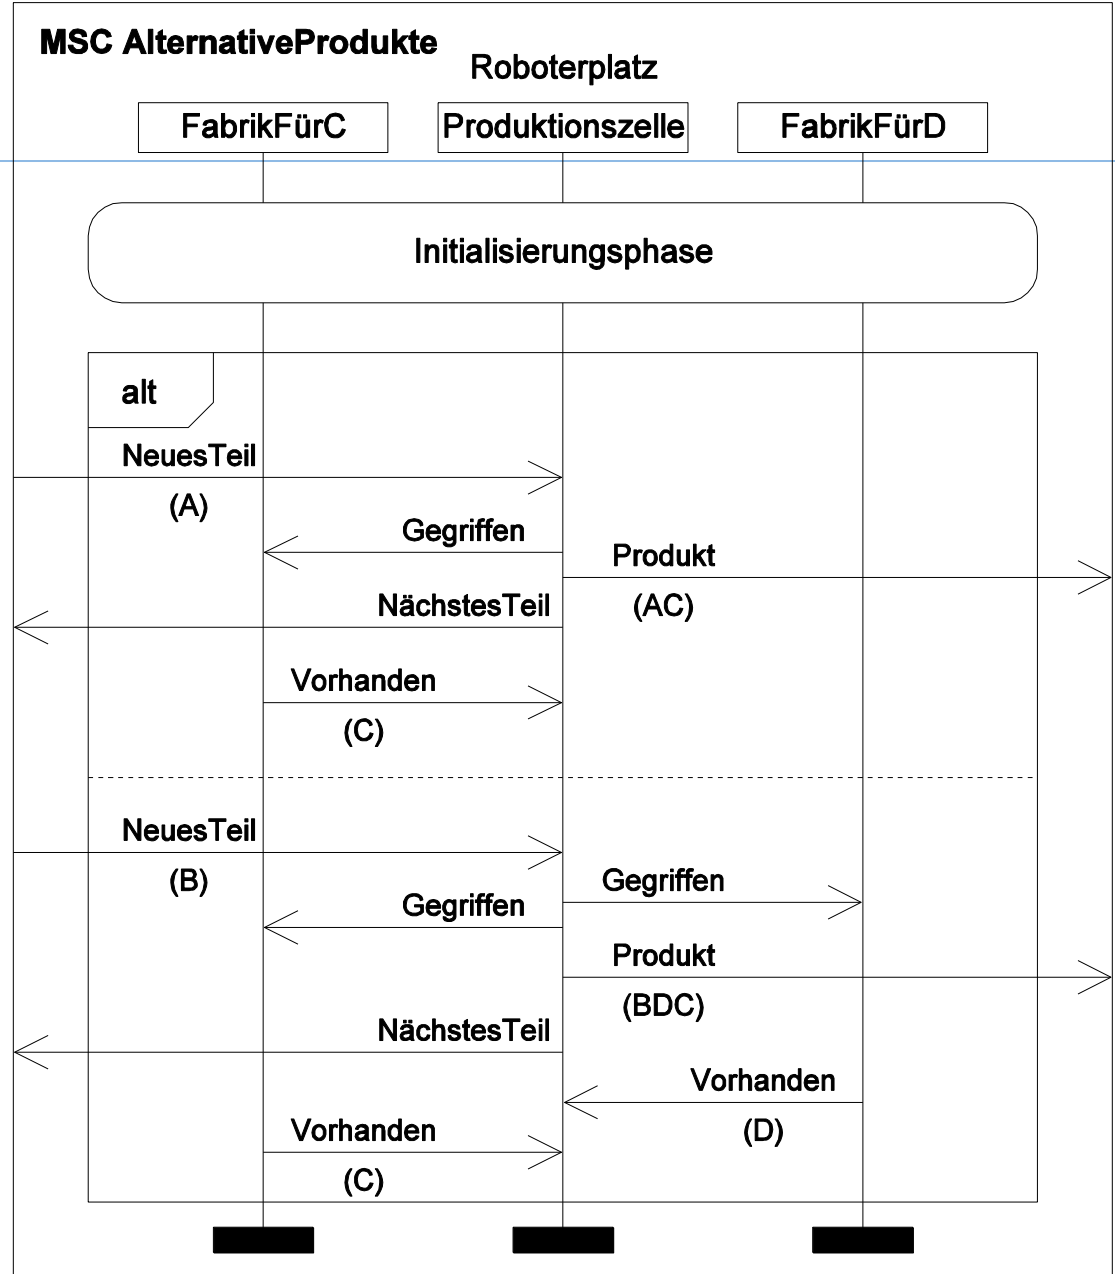 MSC AlternativeProdukte
Roboterplatz
FabrikFürC
Produktionszelle
FabrikFürD
Initialisierungsphase
alt
NeuesTeil
(A)
Gegriffen
Produkt
(AC)
NächstesTeil
Vorhanden
(C)
NeuesTeil
(B)
Gegriffen
Gegriffen
Produkt
(BDC)
NächstesTeil
Vorhanden
(D)
Vorhanden
(C)